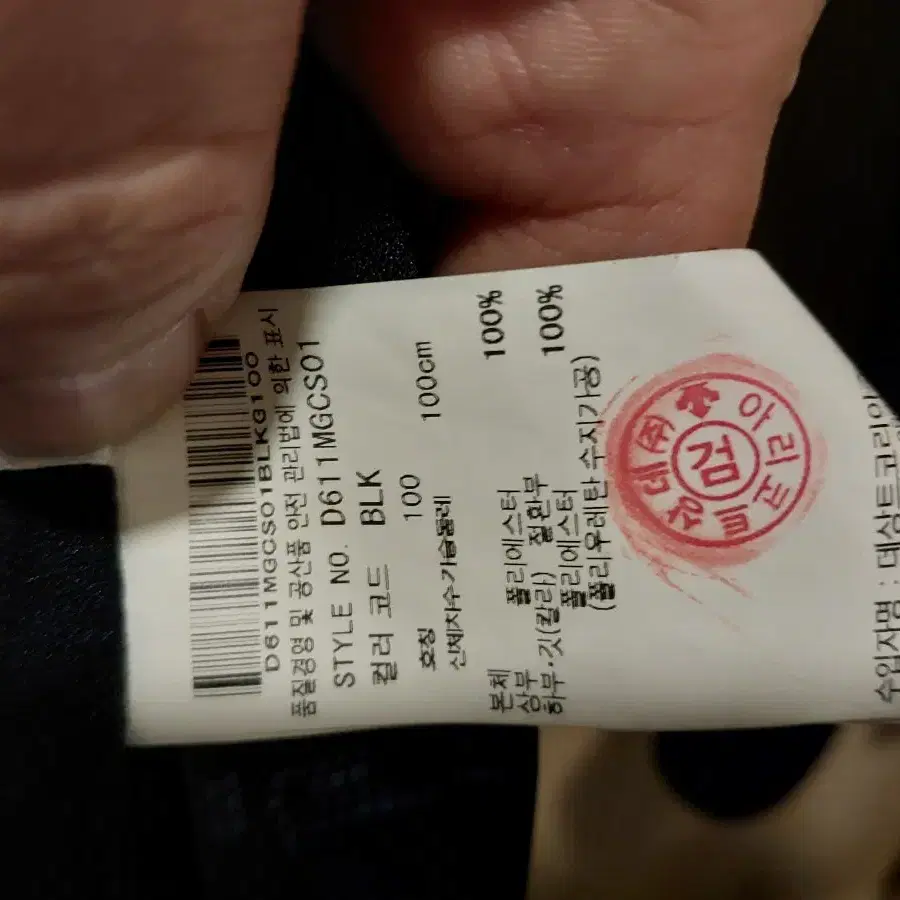 D611MGCS01BLKG100
품질경영 및 공산품 안전 관리법에 의한 표시
STYLE NO. D611MGCS01
컬러 코드 BLK
호칭 100
신체치수가슴둘레 100cm
본체 폴리에스터 100%
상부·깃(칼라) 절환부
하부 폴리에스터 100%
(폴리우레탄 수지가공)
검
수입자명 : 데상트코리아